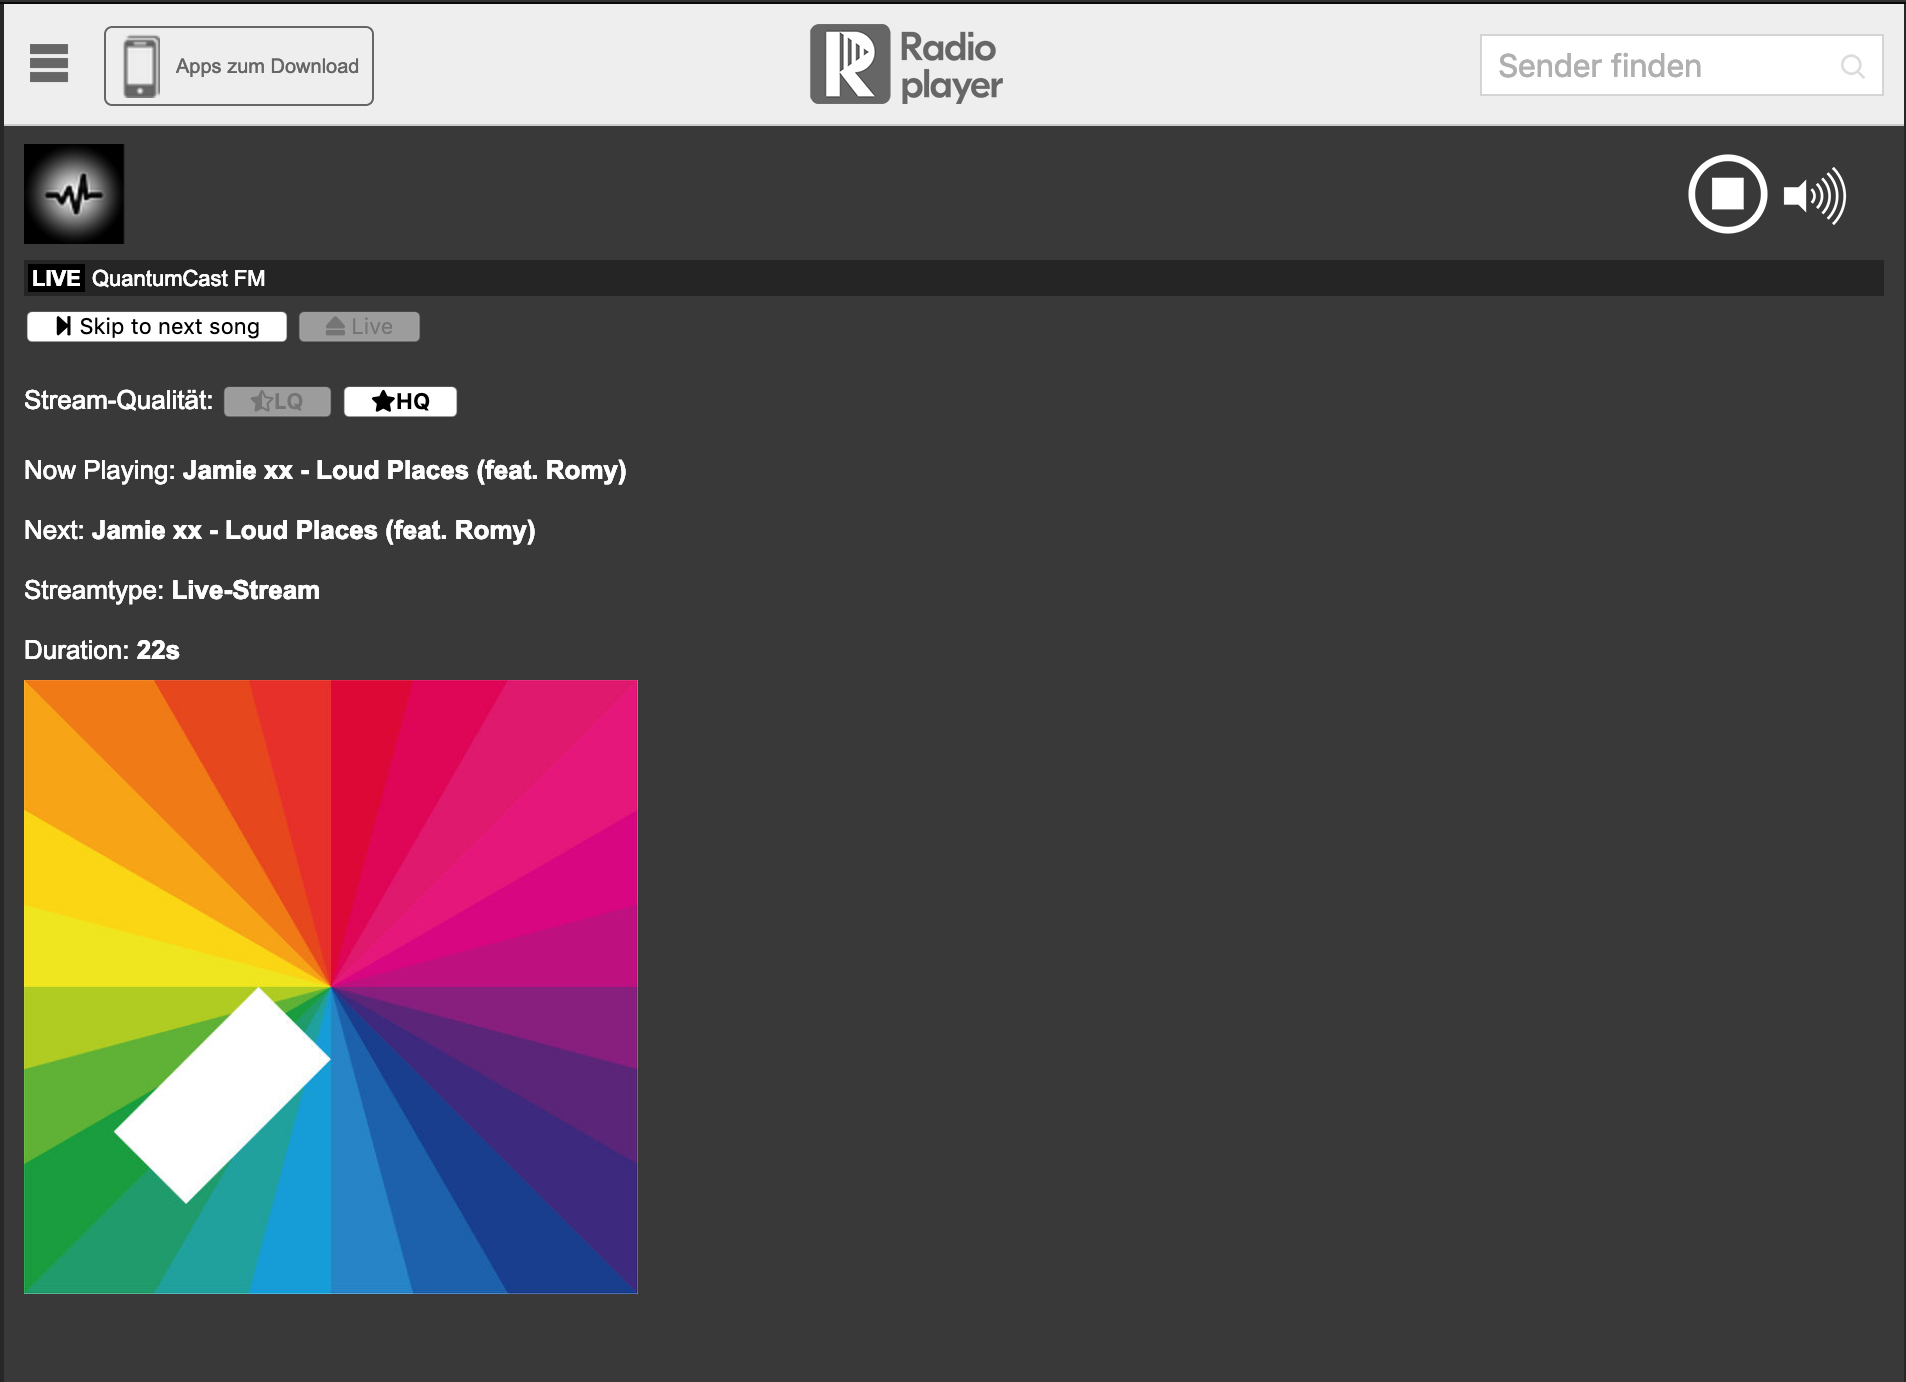 Apps zum Download
Radio
player
Sender finden
LIVE QuantumCast FM
Skip to next song
Live
Stream-Qualität: LQ HQ
Now Playing: Jamie xx - Loud Places (feat. Romy)
Next: Jamie xx - Loud Places (feat. Romy)
Streamtype: Live-Stream
Duration: 22s